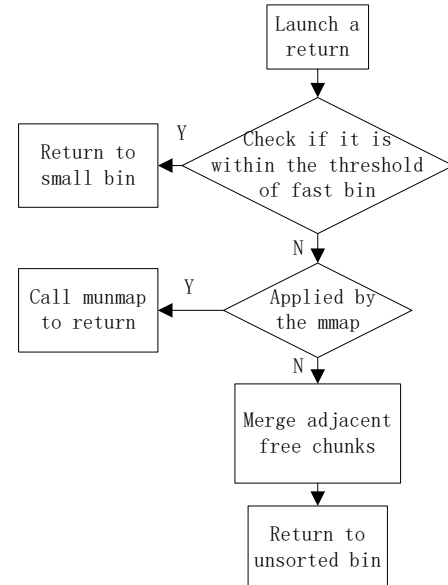 Launch a
return
Check if it is
within the threshold
of fast bin
Y
Return to
small bin
N
Applied by
the mmap
Y
Call munmap
to return
N
Merge adjacent
free chunks
Return to
unsorted bin